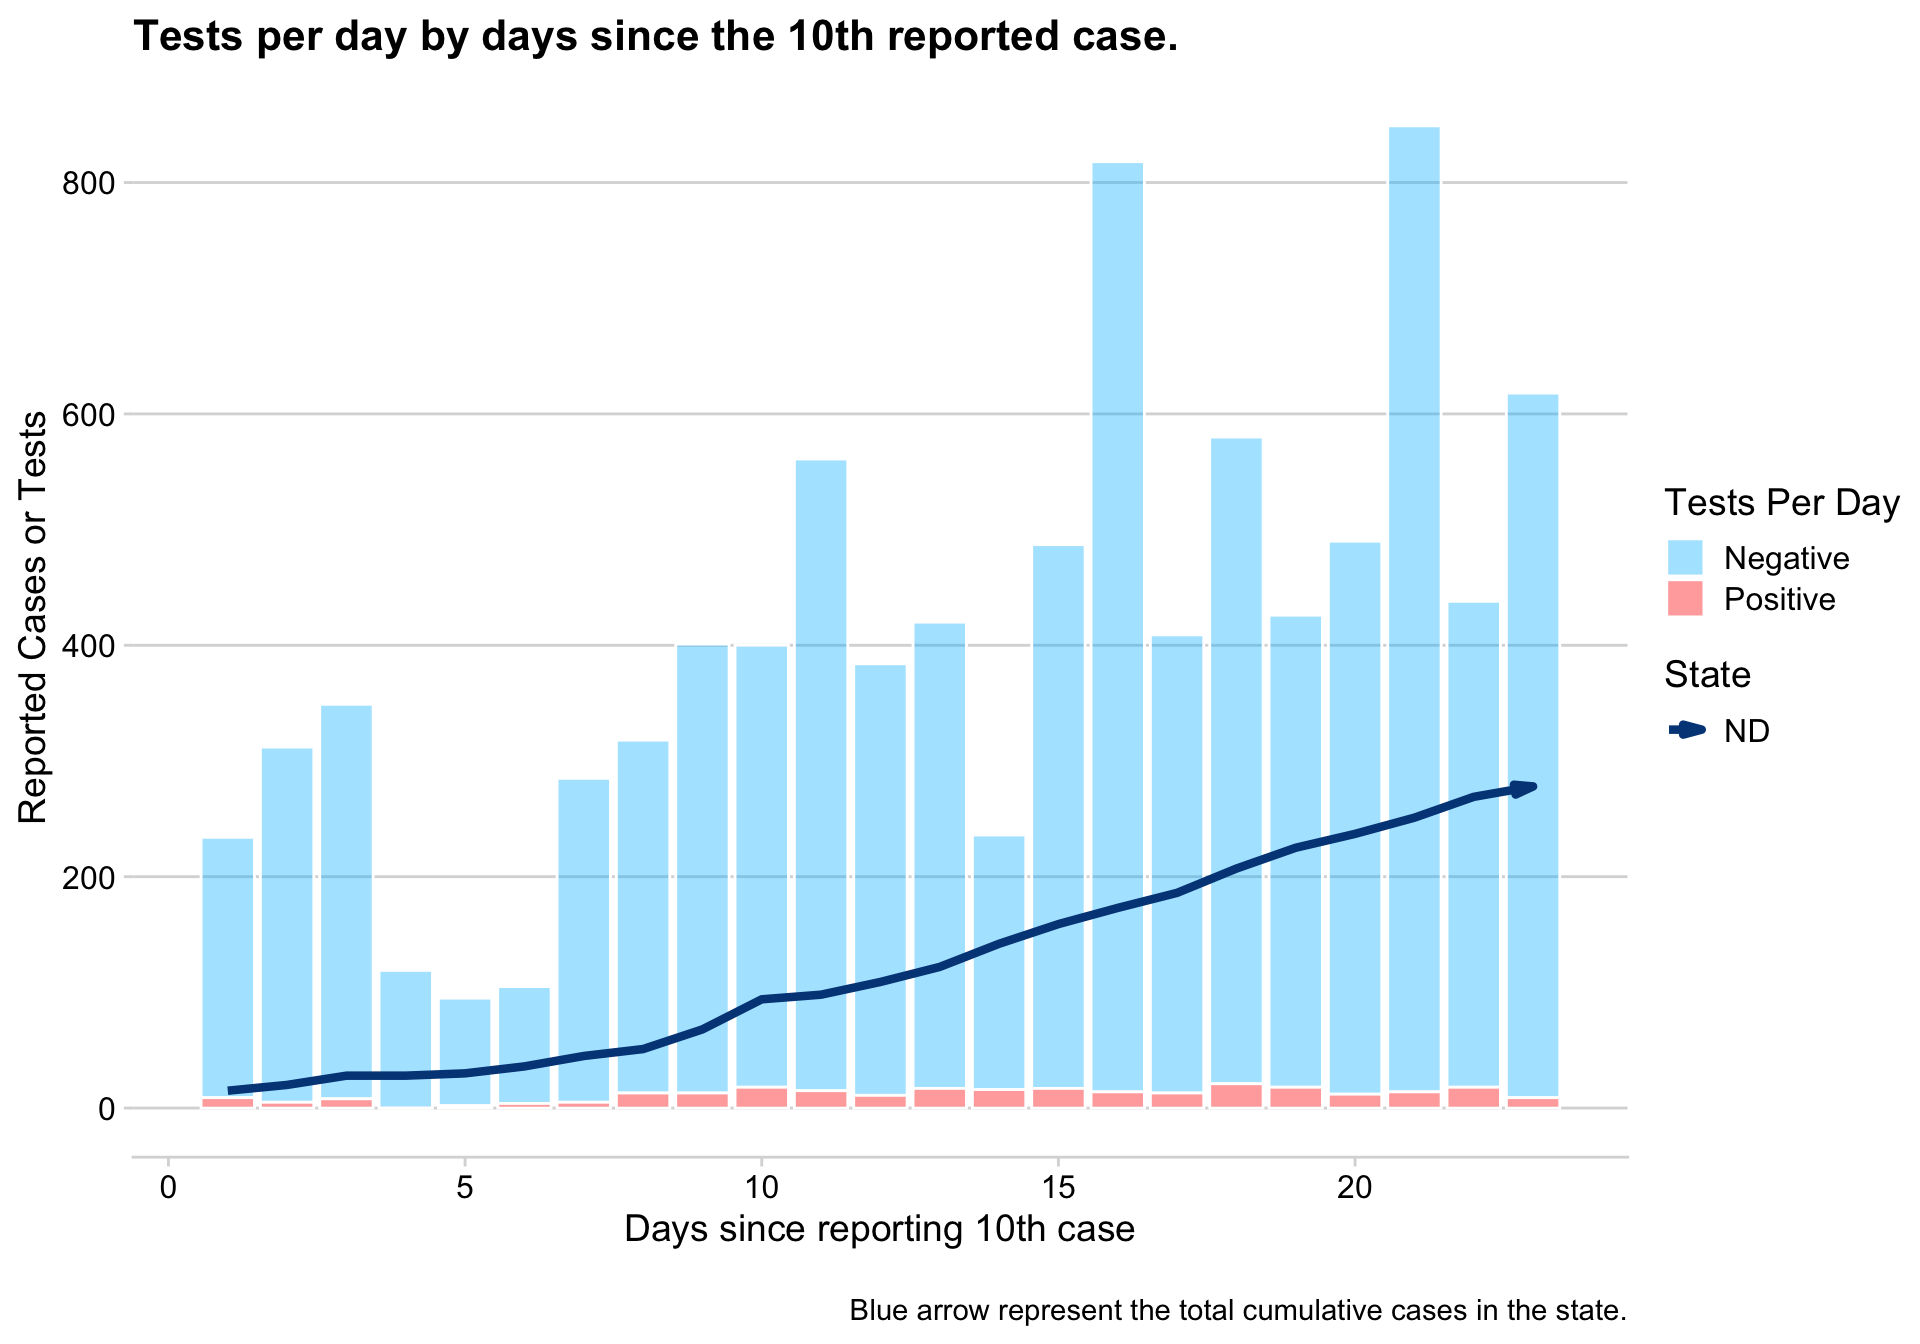 Tests per day by days since the 10th reported case.
800
600
400
200
0
Reported Cases or Tests
0 5 10 15 20
Days since reporting 10th case
Tests Per Day
Negative
Positive
State
ND
Blue arrow represent the total cumulative cases in the state.